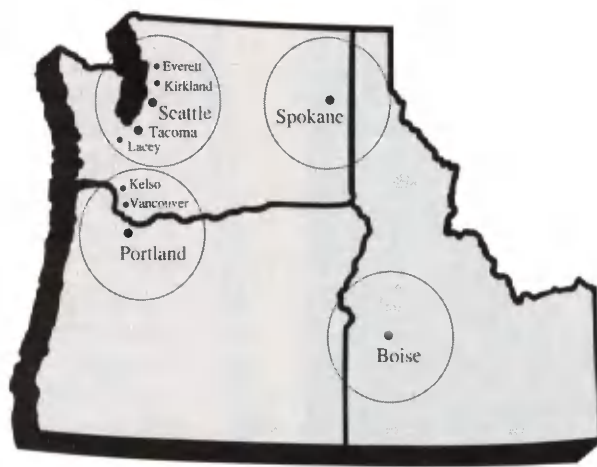 Everett
Kirkland
Seattle
Spokane
Tacoma
Lacey
Kelso
Vancouver
Portland
Boise